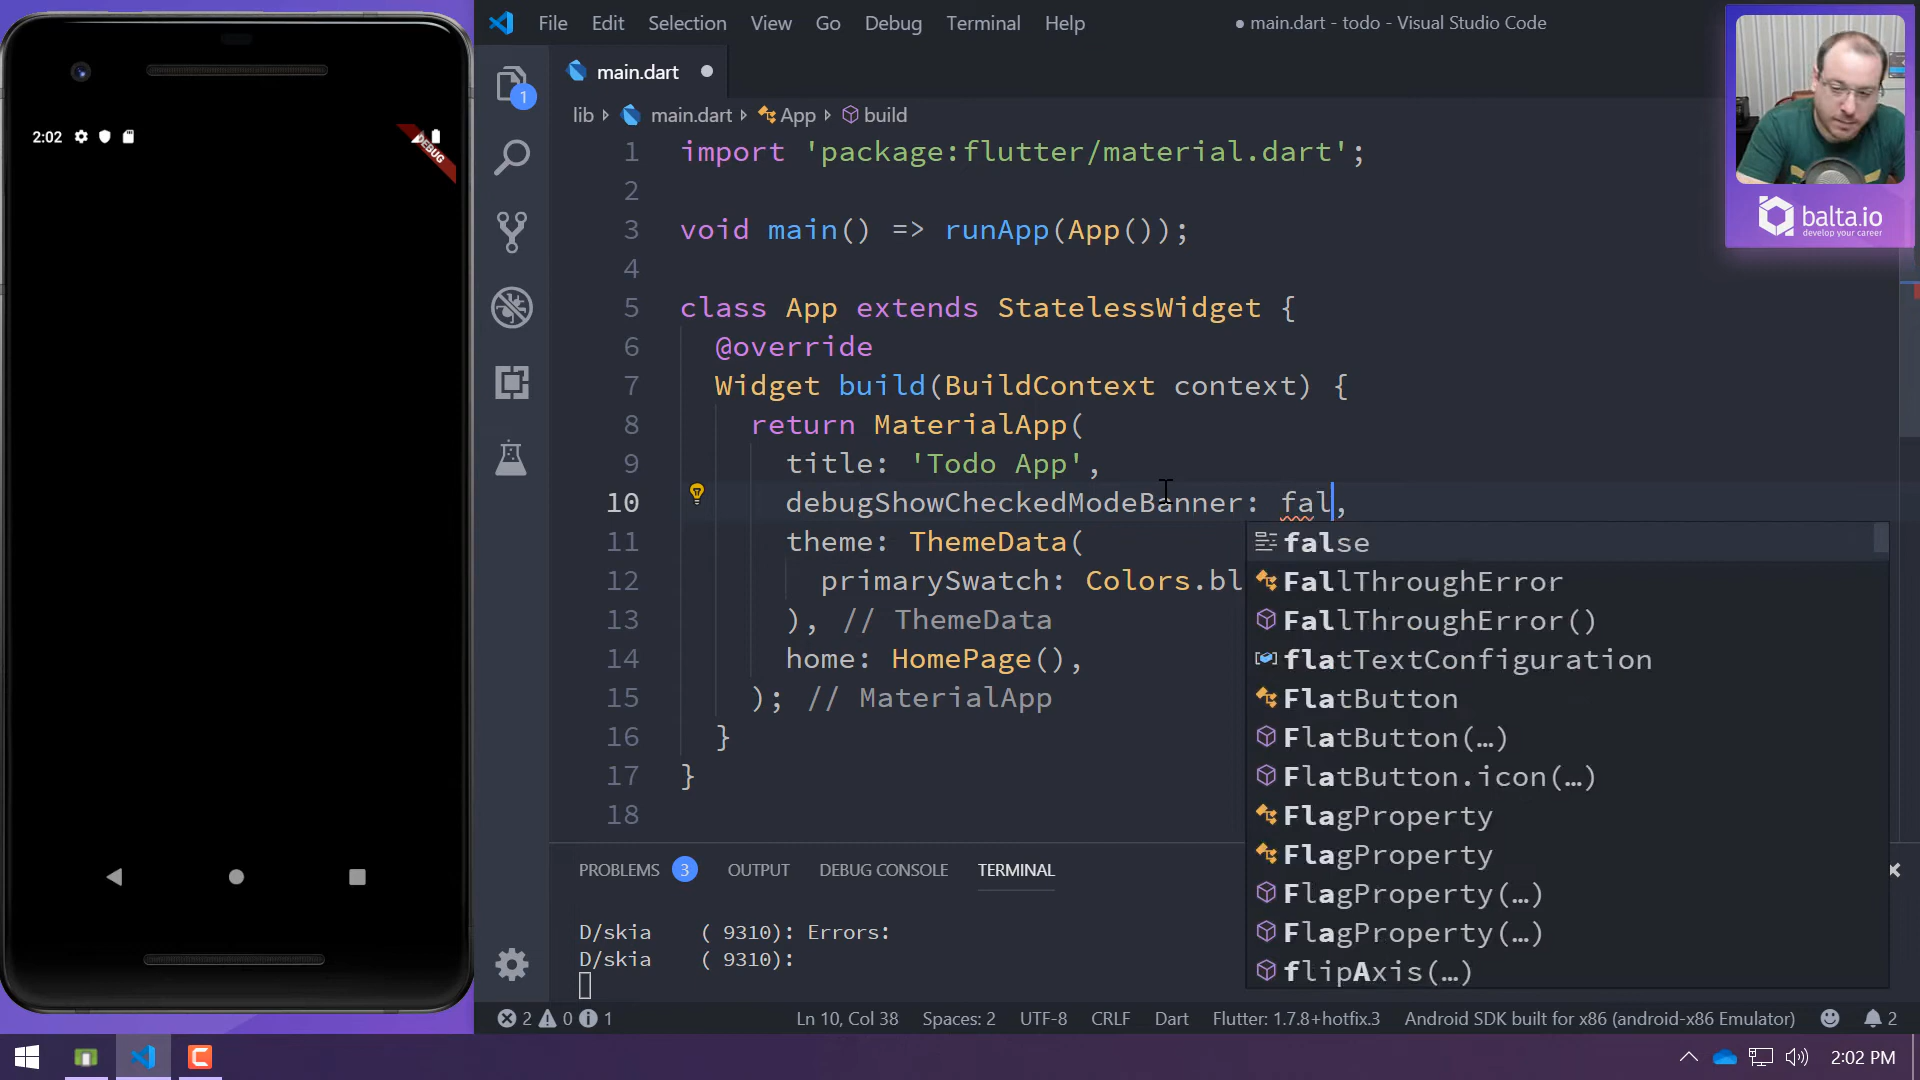 File Edit Selection View Go Debug Terminal Help
● main.dart - todo - Visual Studio Code
main.dart
1
lib main.dart App build
2:02
DEBUG
balta.io
develop your career
1 import 'package:flutter/material.dart';
2
3 void main() => runApp(App());
4
5 class App extends StatelessWidget {
6 @override
7 Widget build(BuildContext context) {
8 return MaterialApp(
9 title: 'Todo App',
10 debugShowCheckedModeBanner: fal,
11 theme: ThemeData(
12 primarySwatch: Colors.bl
13 ), // ThemeData
14 home: HomePage(),
15 ); // MaterialApp
16 }
17 }
18
false
FallThroughError
FallThroughError()
flatTextConfiguration
FlatButton
FlatButton(…)
FlatButton.icon(…)
FlagProperty
FlagProperty
FlagProperty(…)
FlagProperty(…)
flipAxis(…)
PROBLEMS 3 OUTPUT DEBUG CONSOLE TERMINAL
D/skia ( 9310): Errors:
D/skia ( 9310):
2 0 1 Ln 10, Col 38 Spaces: 2 UTF-8 CRLF Dart Flutter: 1.7.8+hotfix.3 Android SDK built for x86 (android-x86 Emulator) 2
2:02 PM